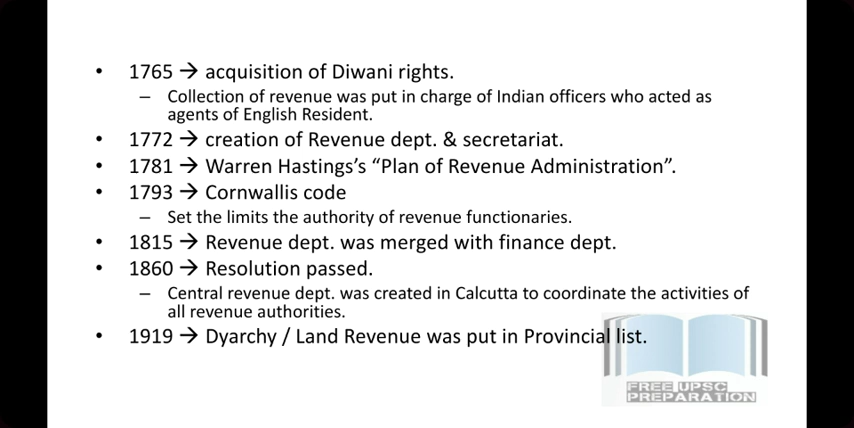 • 1765 → acquisition of Diwani rights.
– Collection of revenue was put in charge of Indian officers who acted as
agents of English Resident.
• 1772 → creation of Revenue dept. & secretariat.
• 1781 → Warren Hastings’s “Plan of Revenue Administration”.
• 1793 → Cornwallis code
– Set the limits the authority of revenue functionaries.
• 1815 → Revenue dept. was merged with finance dept.
• 1860 → Resolution passed.
– Central revenue dept. was created in Calcutta to coordinate the activities of
all revenue authorities.
• 1919 → Dyarchy / Land Revenue was put in Provincial list.
FREE UPSC
PREPARATION